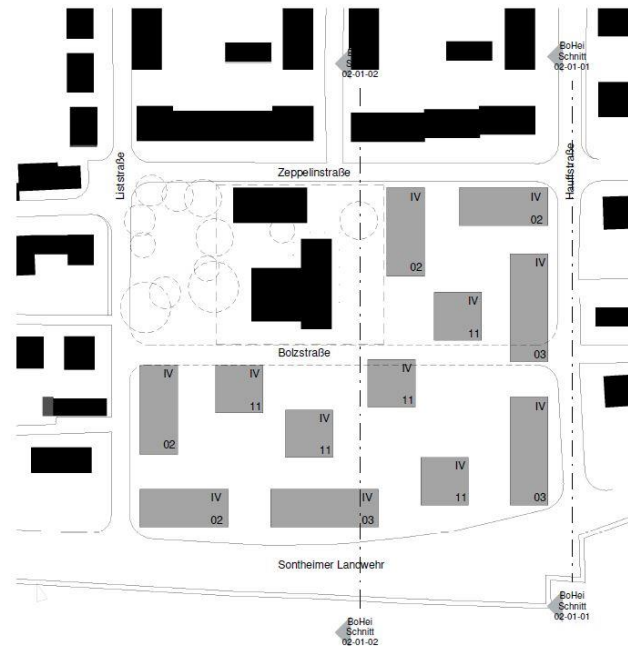 BoHei
Schnitt
02-01-02
BoHei
Schnitt
02-01-01
Liststraße
Zeppelinstraße
Hauffstraße
IV
02
IV
02
IV
03
IV
11
Bolzstraße
IV
02
IV
11
IV
11
IV
11
IV
03
IV
11
IV
02
IV
03
Sontheimer Landwehr
BoHei
Schnitt
02-01-01
BoHei
Schnitt
02-01-02